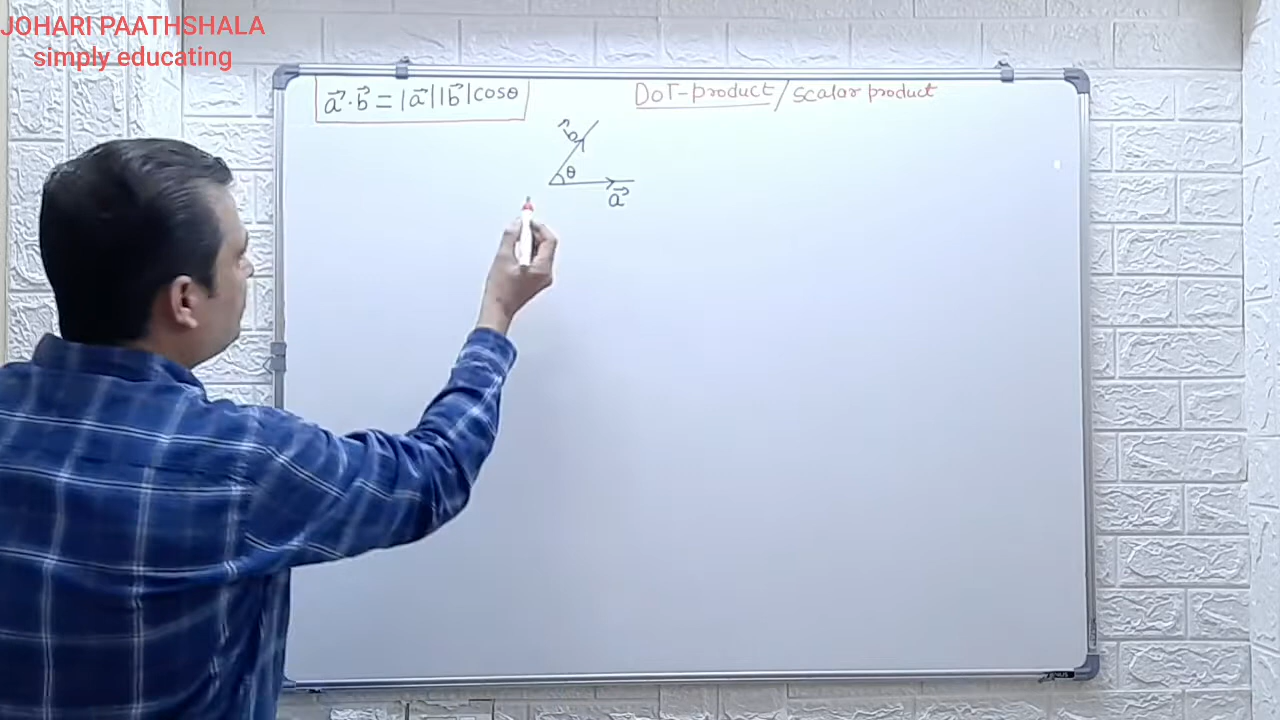 JOHARI PAATHSHALA
simply educating
a⃗·b⃗ = |a⃗||b⃗|cosθ
DOT-product / scalar product
b⃗
θ
a⃗